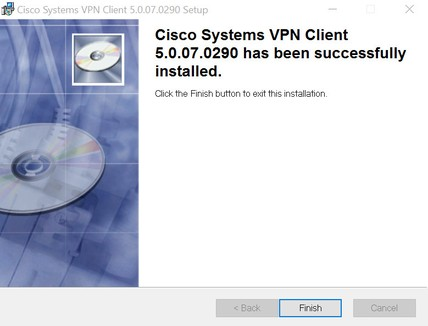 Cisco Systems VPN Client 5.0.07.0290 Setup
Cisco Systems VPN Client
5.0.07.0290 has been successfully
installed.
Click the Finish button to exit this installation.
< Back Finish Cancel